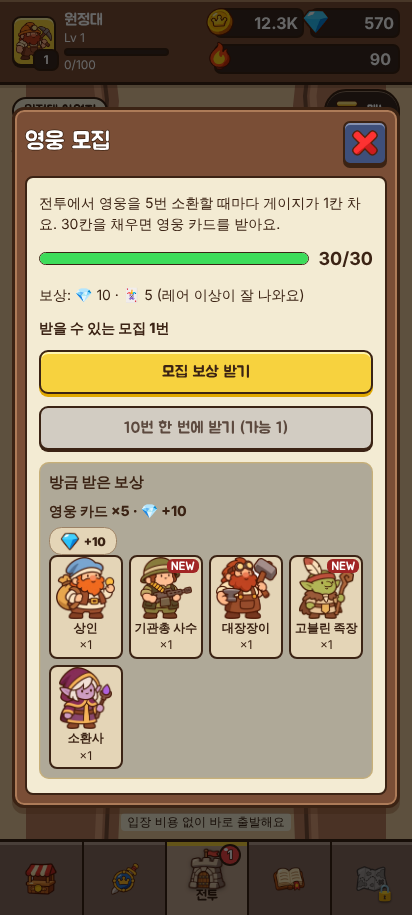 원정대
Lv 1
1
0/100
12.3K
570
90
영웅 모집
전투에서 영웅을 5번 소환할 때마다 게이지가 1칸 차
요. 30칸을 채우면 영웅 카드를 받아요.
30/30
보상: 💎 10 · 🃏 5 (레어 이상이 잘 나와요)
받을 수 있는 모집 1번
모집 보상 받기
10번 한 번에 받기 (가능 1)
방금 받은 보상
영웅 카드 ×5 · 💎 +10
+10
NEW
NEW
상인
기관총 사수
대장장이
고블린 족장
×1
×1
×1
×1
소환사
×1
입장 비용 없이 바로 출발해요
1
전투